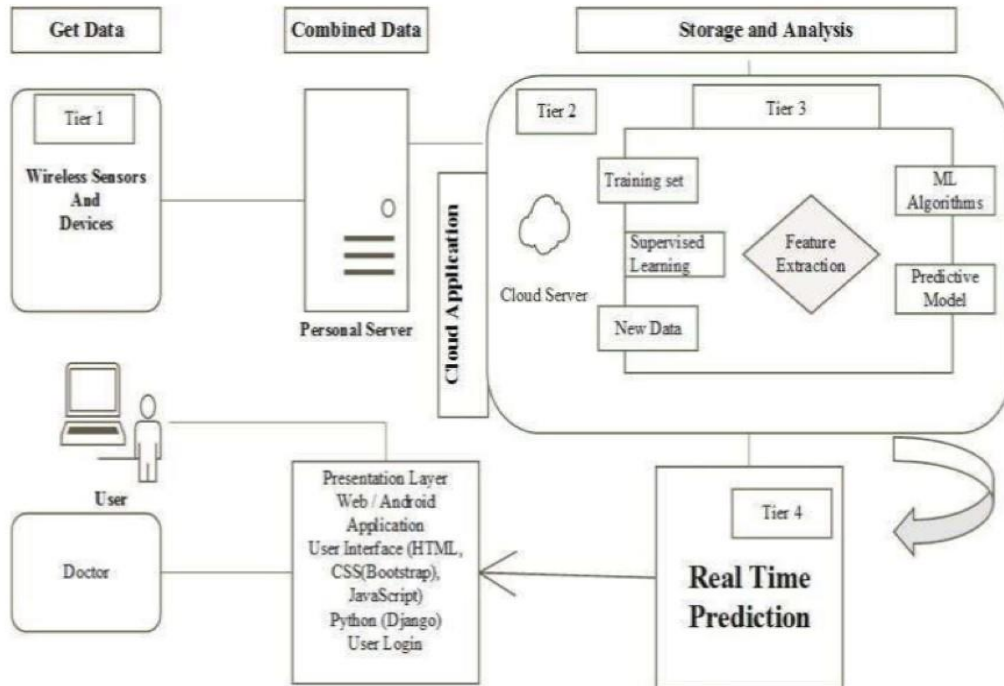 Get Data
Combined Data
Storage and Analysis
Tier 1
Wireless Sensors
And
Devices
Personal Server
Cloud Application
Tier 2
Tier 3
Cloud Server
Training set
Supervised
Learning
New Data
Feature
Extraction
ML
Algorithms
Predictive
Model
User
Doctor
Presentation Layer
Web / Android
Application
User Interface (HTML,
CSS(Bootstrap),
JavaScript)
Python (Django)
User Login
Tier 4
Real Time
Prediction